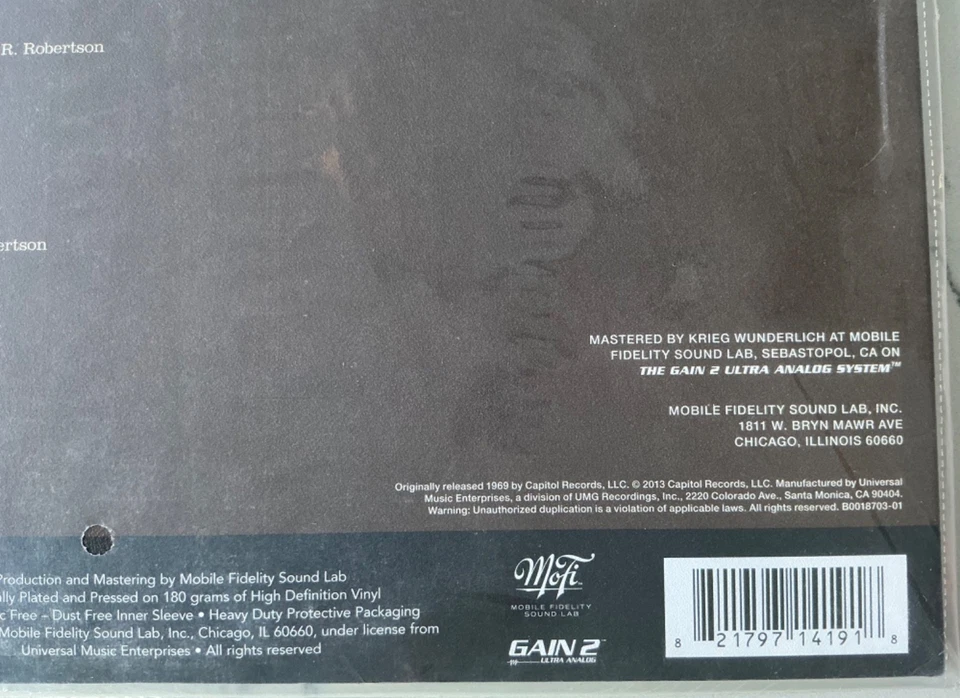 R. Robertson
ertson
MASTERED BY KRIEG WUNDERLICH AT MOBILE
FIDELITY SOUND LAB, SEBASTOPOL, CA ON
THE GAIN 2 ULTRA ANALOG SYSTEM™
MOBILE FIDELITY SOUND LAB, INC.
1811 W. BRYN MAWR AVE
CHICAGO, ILLINOIS 60660
Originally released 1969 by Capitol Records, LLC. © 2013 Capitol Records, LLC. Manufactured by Universal
Music Enterprises, a division of UMG Recordings, Inc., 2220 Colorado Ave., Santa Monica, CA 90404.
Warning: Unauthorized duplication is a violation of applicable laws. All rights reserved. B0018703-01
Production and Mastering by Mobile Fidelity Sound Lab
lly Plated and Pressed on 180 grams of High Definition Vinyl
c Free – Dust Free Inner Sleeve • Heavy Duty Protective Packaging
Mobile Fidelity Sound Lab, Inc., Chicago, IL 60660, under license from
Universal Music Enterprises • All rights reserved
MoFi™
MOBILE FIDELITY
SOUND LAB
GAIN 2™
ULTRA ANALOG
8 21797 14191 8